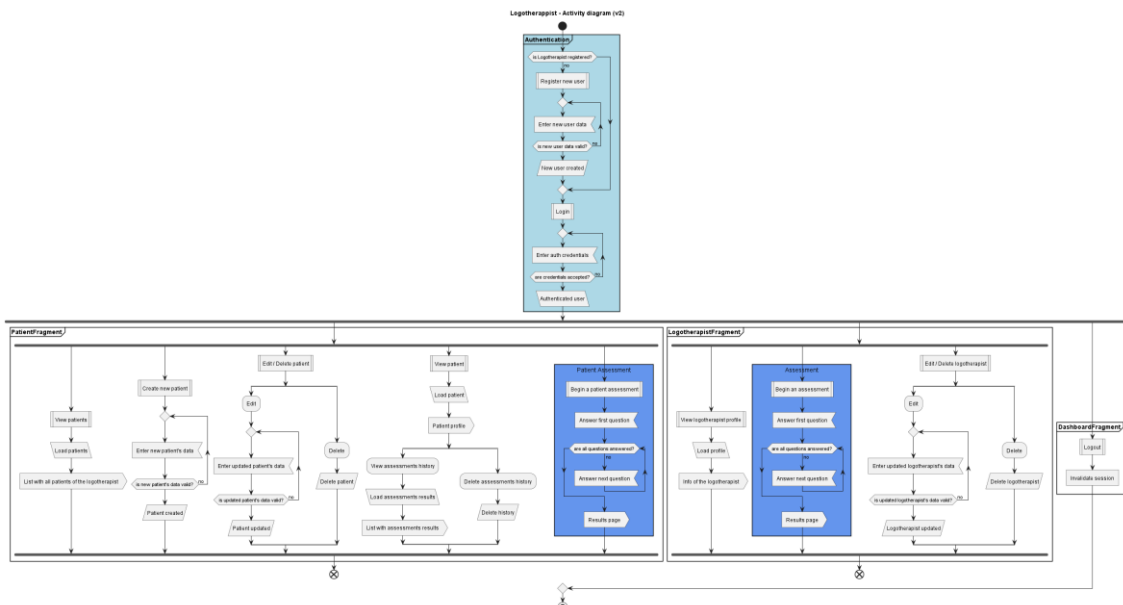 Logotherappist - Activity diagram (v2)
Authentication
is Logotherapist registered?
no
Register new user
Enter new user data
is new user data valid?
no
New user created
Login
Enter auth credentials
are credentials accepted?
no
Authenticated user
PatientFragment
View patients
Load patients
List with all patients of the logotherapist
Create new patient
Enter new patient's data
is new patient's data valid?
no
Patient created
Edit / Delete patient
Edit
Enter updated patient's data
is updated patient's data valid?
no
Patient updated
Delete
Delete patient
View patient
Load patient
Patient profile
View assessments history
Load assessments results
List with assessments results
Delete assessments history
Delete history
Patient Assessment
Begin a patient assessment
Answer first question
are all questions answered?
no
Answer next question
Results page
LogotherapistFragment
View logotherapist profile
Load profile
Info of the logotherapist
Assessment
Begin an assessment
Answer first question
are all questions answered?
no
Answer next question
Results page
Edit / Delete logotherapist
Edit
Enter updated logotherapist's data
is updated logotherapist's data valid?
no
Logotherapist updated
Delete
Delete logotherapist
DashboardFragment
Logout
Invalidate session